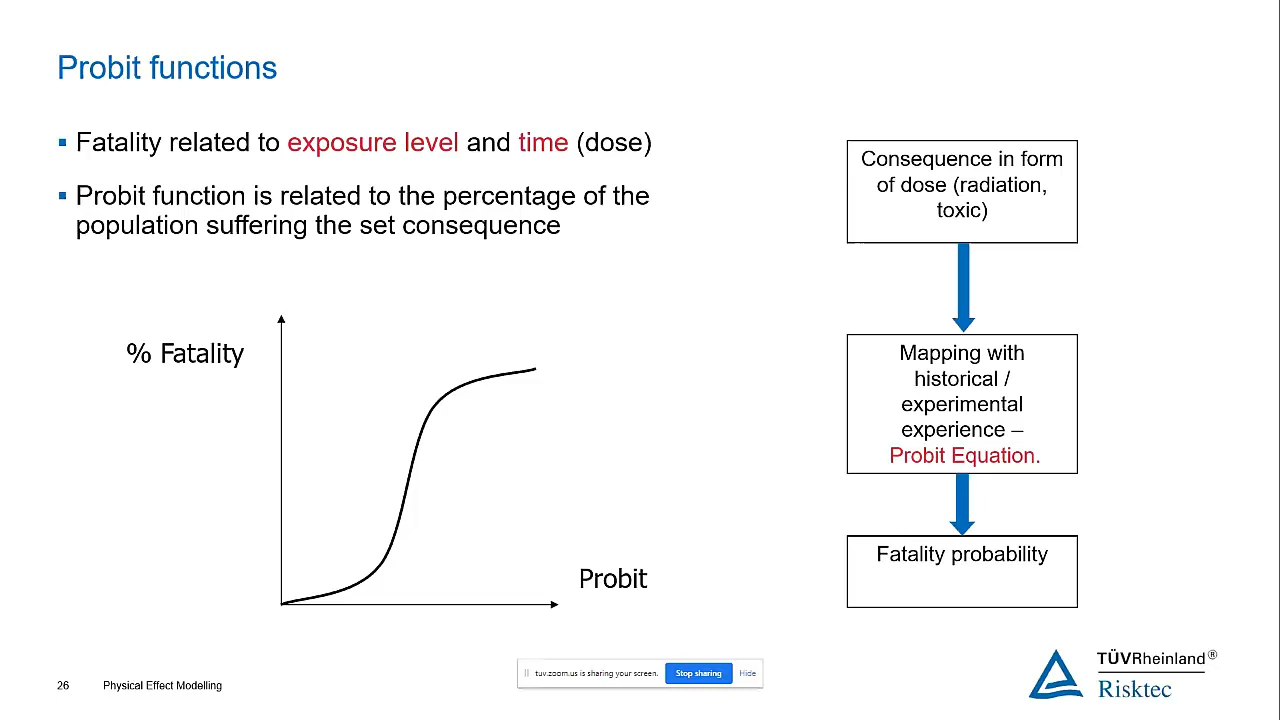 Probit functions
▪ Fatality related to exposure level and time (dose)
▪ Probit function is related to the percentage of the
population suffering the set consequence
Consequence in form
of dose (radiation,
toxic)
Mapping with
historical /
experimental
experience –
Probit Equation.
Fatality probability
% Fatality
Probit
tuv.zoom.us is sharing your screen.
Stop sharing
Hide
26
Physical Effect Modelling
TÜVRheinland®
Risktec